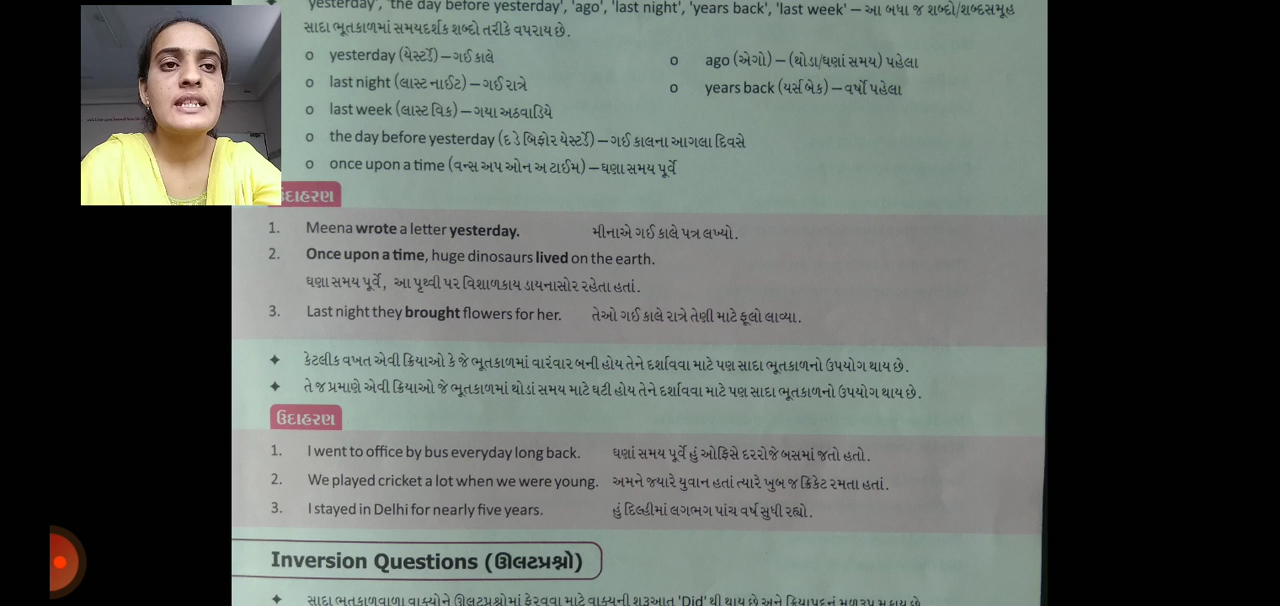 yesterday', 'the day before yesterday', 'ago', 'last night', 'years back', 'last week' – આ બધા જ શબ્દો/શબ્દસમૂહ
સાદા ભૂતકાળમાં સમયદર્શક શબ્દો તરીકે વપરાય છે.
o yesterday (યેસ્ટર્ડે) – ગઈ કાલે
o ago (એગો) – (થોડા/ઘણાં સમય) પહેલા
o last night (લાસ્ટ નાઈટ) – ગઈ રાત્રે
o years back (યર્સ બેક) – વર્ષો પહેલા
o last week (લાસ્ટ વિક) – ગયા અઠવાડિયે
o the day before yesterday (દ ડે બિફોર યેસ્ટર્ડે) – ગઈ કાલના આગલા દિવસે
o once upon a time (વન્સ અપ ઓન અ ટાઈમ) – ઘણા સમય પૂર્વે
ઉદાહરણ
1. Meena wrote a letter yesterday. મીનાએ ગઈ કાલે પત્ર લખ્યો.
2. Once upon a time, huge dinosaurs lived on the earth.
ઘણા સમય પૂર્વે, આ પૃથ્વી પર વિશાળકાય ડાયનાસોર રહેતા હતાં.
3. Last night they brought flowers for her. તેઓ ગઈ કાલે રાત્રે તેણી માટે ફૂલો લાવ્યા.
✦ કેટલીક વખત એવી ક્રિયાઓ કે જે ભૂતકાળમાં વારંવાર બની હોય તેને દર્શાવવા માટે પણ સાદા ભૂતકાળનો ઉપયોગ થાય છે.
✦ તે જ પ્રમાણે એવી ક્રિયાઓ જે ભૂતકાળમાં થોડાં સમય માટે ઘટી હોય તેને દર્શાવવા માટે પણ સાદા ભૂતકાળનો ઉપયોગ થાય છે.
ઉદાહરણ
1. I went to office by bus everyday long back. ઘણાં સમય પૂર્વે હું ઓફિસે દરરોજે બસમાં જતો હતો.
2. We played cricket a lot when we were young. અમને જયારે યુવાન હતાં ત્યારે ખુબ જ ક્રિકેટ રમતા હતાં.
3. I stayed in Delhi for nearly five years. હું દિલ્હીમાં લગભગ પાંચ વર્ષ સુધી રહ્યો.
Inversion Questions (ઊલટપ્રશ્નો)
✦ સાદા ભૂતકાળવાળા વાક્યોને ઊલટપ્રશ્નોમાં ફેરવવા માટે વાક્યની શરૂઆત 'Did' થી થાય છે અને ક્રિયાપદનું મૂળરૂપ મુકાય છે